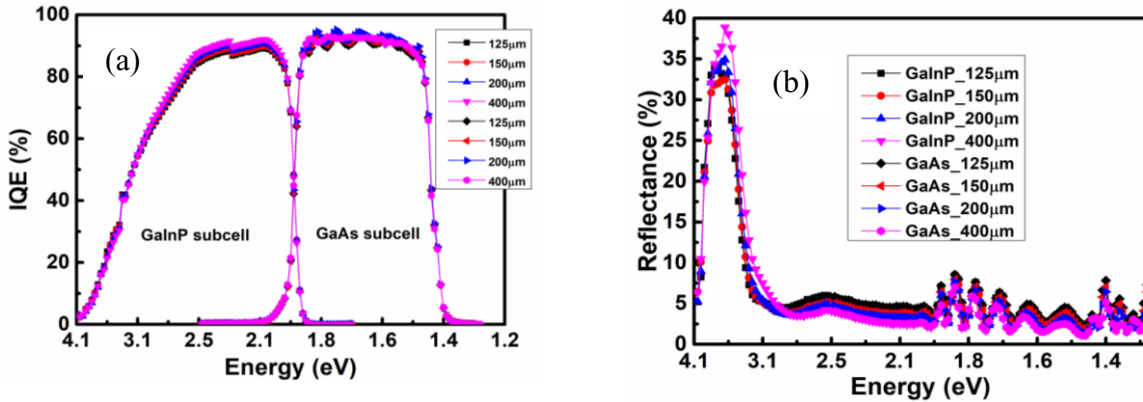 (a)
100
80
60
40
20
0
IQE (%)
125μm
150μm
200μm
400μm
125μm
150μm
200μm
400μm
GaInP subcell
GaAs subcell
4.1 3.1 2.5 2.1 1.8 1.6 1.4 1.2
Energy (eV)
(b)
40
35
30
25
20
15
10
5
0
Reflectance (%)
GaInP_125μm
GaInP_150μm
GaInP_200μm
GaInP_400μm
GaAs_125μm
GaAs_150μm
GaAs_200μm
GaAs_400μm
4.1 3.1 2.5 2.1 1.8 1.6 1.4
Energy (eV)